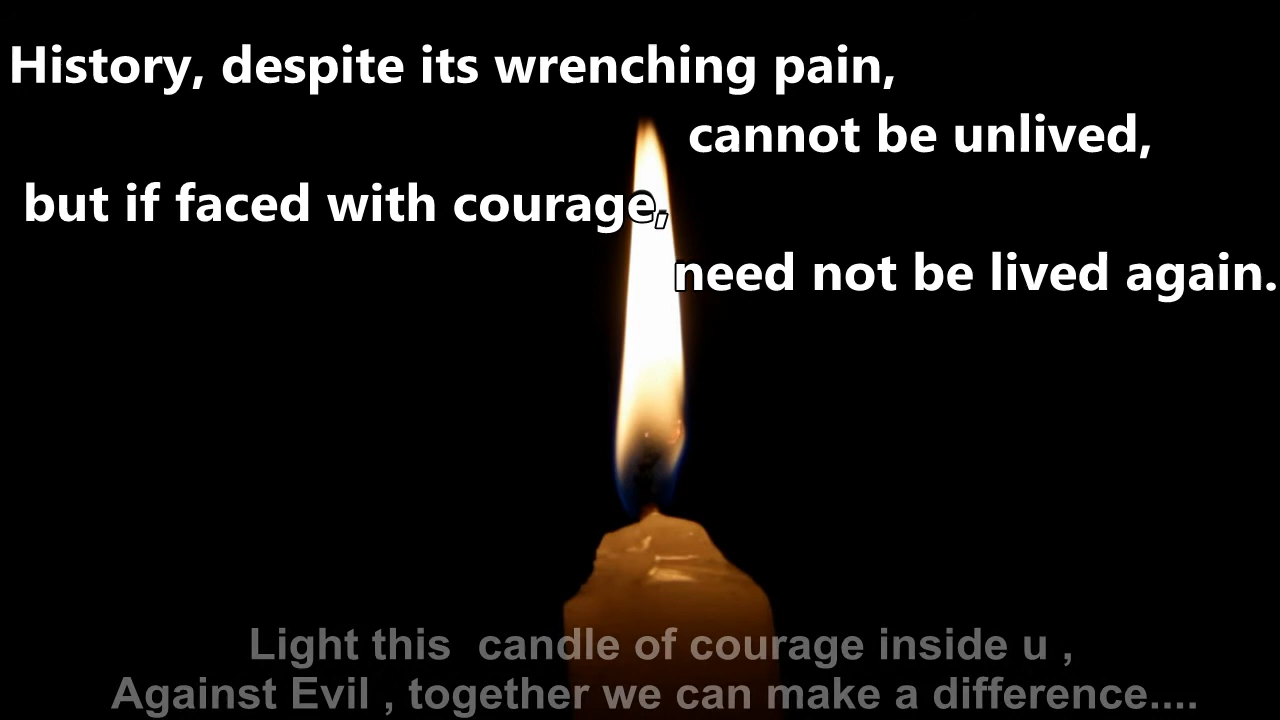 History, despite its wrenching pain,
cannot be unlived,
but if faced with courage,
need not be lived again.
Light this  candle of courage inside u ,
Against Evil , together we can make a difference....